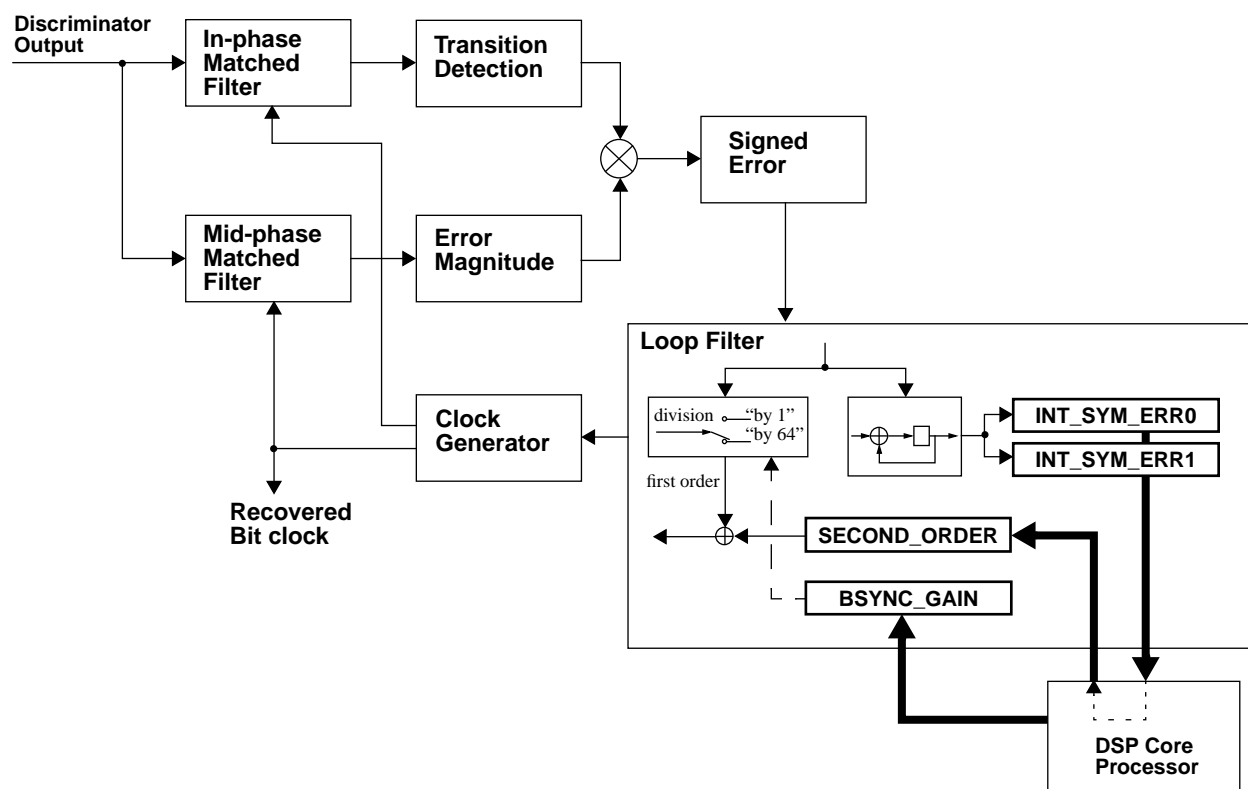 Discriminator
Output
In-phase
Matched
Filter
Transition
Detection
Signed
Error
Mid-phase
Matched
Filter
Error
Magnitude
Loop Filter
division
“by 1”
“by 64”
first order
INT_SYM_ERR0
INT_SYM_ERR1
Clock
Generator
Recovered
Bit clock
SECOND_ORDER
BSYNC_GAIN
DSP Core
Processor